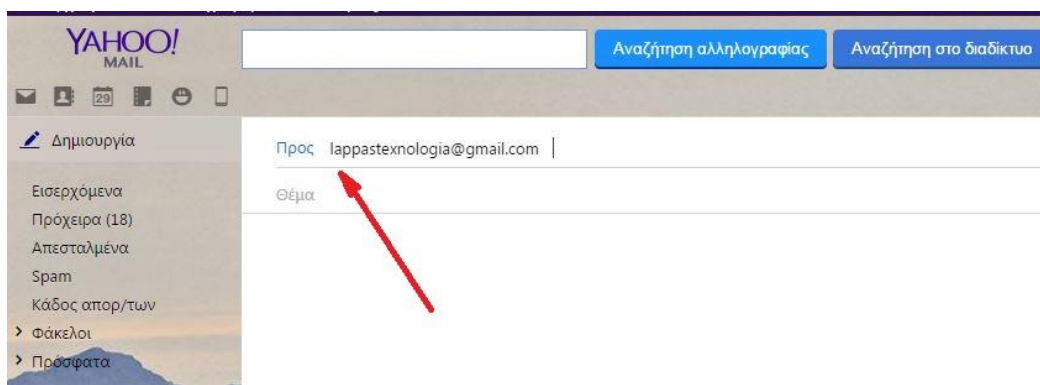 YAHOO!
MAIL
Αναζήτηση αλληλογραφίας
Αναζήτηση στο διαδίκτυο
29
Δημιουργία
Προς lappastexnologia@gmail.com
Θέμα
Εισερχόμενα
Πρόχειρα (18)
Απεσταλμένα
Spam
Κάδος απορ/των
Φάκελοι
Πρόσφατα